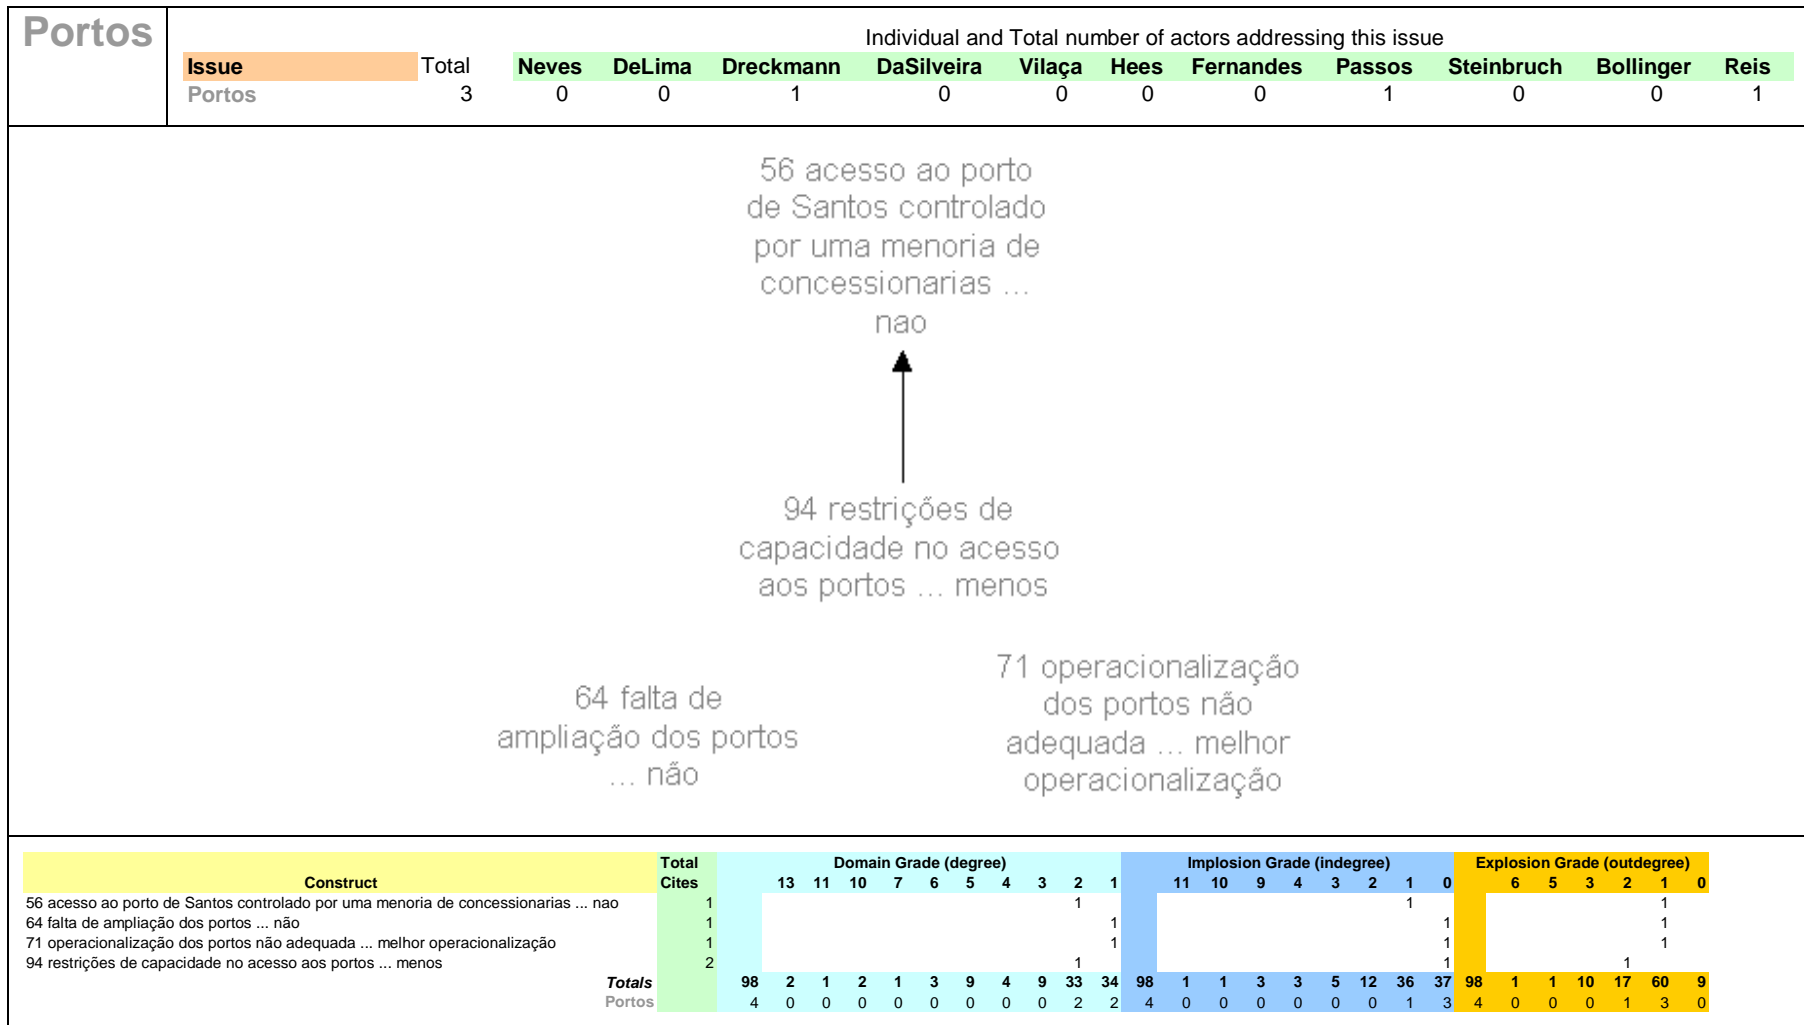 Portos
Individual and Total number of actors addressing this issue
Issue Total Neves DeLima Dreckmann DaSilveira Vilaça Hees Fernandes Passos Steinbruch Bollinger Reis
Portos 3 0 0 1 0 0 0 0 1 0 0 1
56 acesso ao porto
de Santos controlado
por uma menoria de
concessionarias ...
nao
94 restrições de
capacidade no acesso
aos portos ... menos
64 falta de
ampliação dos portos
... não
71 operacionalização
dos portos não
adequada ... melhor
operacionalização
Total Domain Grade (degree) Implosion Grade (indegree) Explosion Grade (outdegree)
Construct Cites 13 11 10 7 6 5 4 3 2 1 11 10 9 4 3 2 1 0 6 5 3 2 1 0
56 acesso ao porto de Santos controlado por uma menoria de concessionarias ... nao 1 1 1 1
64 falta de ampliação dos portos ... não 1 1 1 1
71 operacionalização dos portos não adequada ... melhor operacionalização 1 1 1 1
94 restrições de capacidade no acesso aos portos ... menos 2 1 1 1
Totals 98 2 1 2 1 3 9 4 9 33 34 98 1 1 3 3 5 12 36 37 98 1 1 10 17 60 9
Portos 4 0 0 0 0 0 0 0 0 2 2 4 0 0 0 0 0 0 1 3 4 0 0 0 1 3 0